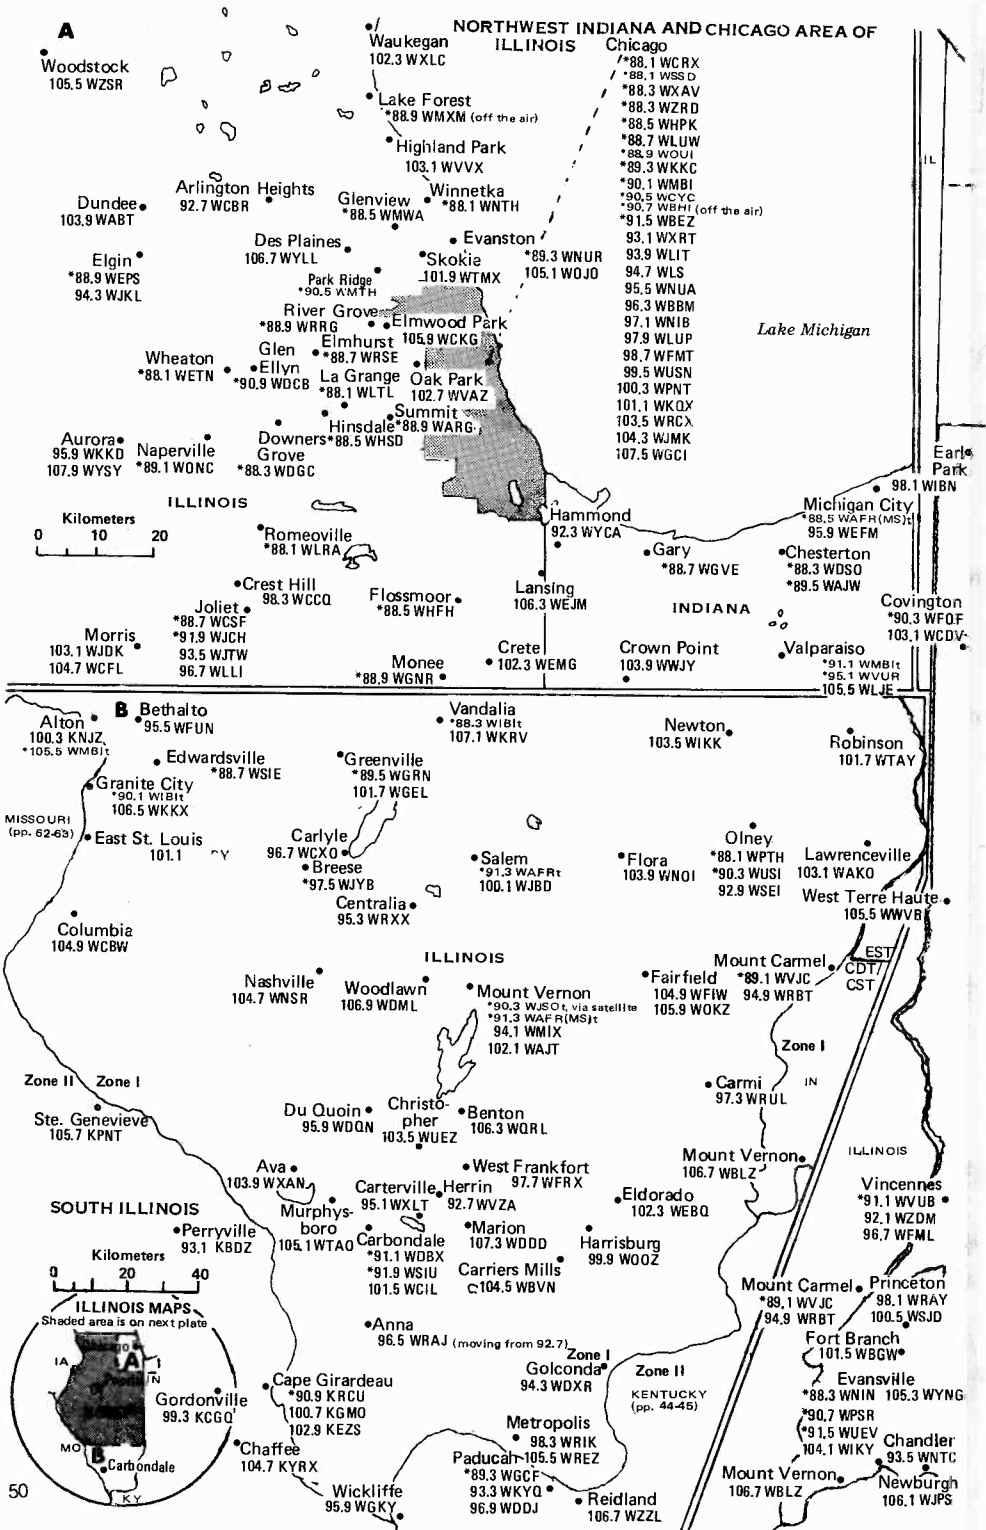 A
NORTHWEST INDIANA AND CHICAGO AREA OF
ILLINOIS
Woodstock
105.5 WZSR
Waukegan
102.3 WXLC
Lake Forest
*88.9 WMXM (off the air)
Highland Park
103.1 WVVX
Arlington Heights
92.7 WCBR
Glenview
*88.5 WMWA
Winnetka
*88.1 WNTH
Dundee
103.9 WABT
Des Plaines
106.7 WYLL
Evanston
*89.3 WNUR
105.1 WOJO
Skokie
101.9 WTMX
Elgin
*88.9 WEPS
94.3 WJKL
Park Ridge
*90.5 WMTH
River Grove
*88.9 WRRG
Elmwood Park
105.9 WCKG
Elmhurst
*88.7 WRSE
Glen
Ellyn
*90.9 WDCB
Wheaton
*88.1 WETN
La Grange
*88.1 WLTL
Oak Park
102.7 WVAZ
Summit
*88.9 WARG
Hinsdale
*88.5 WHSD
Downers
Grove
*88.3 WDGC
Aurora
95.9 WKKD
107.9 WYSY
Naperville
*89.1 WONC
Chicago
*88.1 WCRX
*88.1 WSSD
*88.3 WXAV
*88.3 WZRD
*88.5 WHPK
*88.7 WLUW
*88.9 WOUI
*89.3 WKKC
*90.1 WMBI
*90.5 WCYC
*90.7 WBHI (off the air)
*91.5 WBEZ
93.1 WXRT
93.9 WLIT
94.7 WLS
95.5 WNUA
96.3 WBBM
97.1 WNIB
97.9 WLUP
98.7 WFMT
99.5 WUSN
100.3 WPNT
101.1 WKQX
103.5 WRCX
104.3 WJMK
107.5 WGCI
Lake Michigan
IL
Earl
Park
98.1 WIBN
ILLINOIS
Kilometers
0 10 20
Romeoville
*88.1 WLRA
Hammond
92.3 WYCA
Michigan City
*88.5 WAFR(MS)t
95.9 WEFM
Gary
*88.7 WGVE
Chesterton
*88.3 WDSO
*89.5 WAJW
Crest Hill
98.3 WCCQ
Joliet
*88.7 WCSF
*91.9 WJCH
93.5 WJTW
96.7 WLLI
Flossmoor
*88.5 WHFH
Lansing
106.3 WEJM
INDIANA
Covington
*90.3 WFOF
103.1 WCDV
Morris
103.1 WJDK
104.7 WCFL
Monee
*88.9 WGNR
Crete
102.3 WEMG
Crown Point
103.9 WWJY
Valparaiso
*91.1 WMBIt
*95.1 WVUR
105.5 WLJE
B
Alton
100.3 KNJZ
*105.5 WMBIt
Bethalto
95.5 WFUN
Vandalia
*88.3 WIBIt
107.1 WKRV
Newton
103.5 WIKK
Robinson
101.7 WTAY
Edwardsville
*88.7 WSIE
Greenville
*89.5 WGRN
101.7 WGEL
Granite City
*90.1 WIBIt
106.5 WKKX
MISSOURI
(pp. 62-63)
East St. Louis
101.1
Carlyle
96.7 WCXO
Breese
*97.5 WJYB
Salem
*91.3 WAFRt
100.1 WJBD
Flora
103.9 WNOI
Olney
*88.1 WPTH
*90.3 WUSI
92.9 WSEI
Lawrenceville
103.1 WAKO
Centralia
95.3 WRXX
West Terre Haute
105.5 WWVR
Columbia
104.9 WCBW
ILLINOIS
EST
CDT/
CST
Nashville
104.7 WNSR
Woodlawn
106.9 WDML
Mount Vernon
*90.3 WJSOt, via satellite
*91.3 WAFR(MS)t
94.1 WMIX
102.1 WAJT
Fairfield
104.9 WFIW
105.9 WOKZ
Mount Carmel
*89.1 WVJC
94.9 WRBT
Zone I
IN
Zone II Zone I
Ste. Genevieve
105.7 KPNT
Carmi
97.3 WRUL
Du Quoin
95.9 WDQN
Christo-
pher
103.5 WUEZ
Benton
106.3 WQRL
Mount Vernon
106.7 WBLZ
ILLINOIS
Ava
103.9 WXAN
West Frankfort
97.7 WFRX
Carterville
95.1 WXLT
Herrin
92.7 WVZA
Eldorado
102.3 WEBQ
Vincennes
*91.1 WVUB
92.1 WZDM
96.7 WFML
SOUTH ILLINOIS
Murphys-
boro
105.1 WTAO
Perryville
93.1 KBDZ
Carbondale
*91.1 WDBX
*91.9 WSIU
101.5 WCIL
Marion
107.3 WDDD
Harrisburg
99.9 WOOZ
Carriers Mills
104.5 WBVN
Kilometers
0 20 40
Mount Carmel
*89.1 WVJC
94.9 WRBT
Princeton
98.1 WRAY
100.5 WSJD
ILLINOIS MAPS
Shaded area is on next plate
Chicago
IA
A
I
Peoria
IN
MO
B
Carbondale
KY
Anna
96.5 WRAJ (moving from 92.7)
Zone I
Golconda
94.3 WDXR
Zone II
KENTUCKY
(pp. 44-45)
Fort Branch
101.5 WBGW
Evansville
*88.3 WNIN 105.3 WYNG
*90.7 WPSR
*91.5 WUEV
104.1 WIKY
Gordonville
99.3 KCGQ
Cape Girardeau
*90.9 KRCU
100.7 KGMO
102.9 KEZS
Chaffee
104.7 KYRX
Metropolis
98.3 WRIK
105.5 WREZ
Paducah
*89.3 WGCF
93.3 WKYQ
96.9 WDDJ
Chandler
93.5 WNTC
Newburgh
106.1 WJPS
Mount Vernon
106.7 WBLZ
Wickliffe
95.9 WGKY
Reidland
106.7 WZZL
50